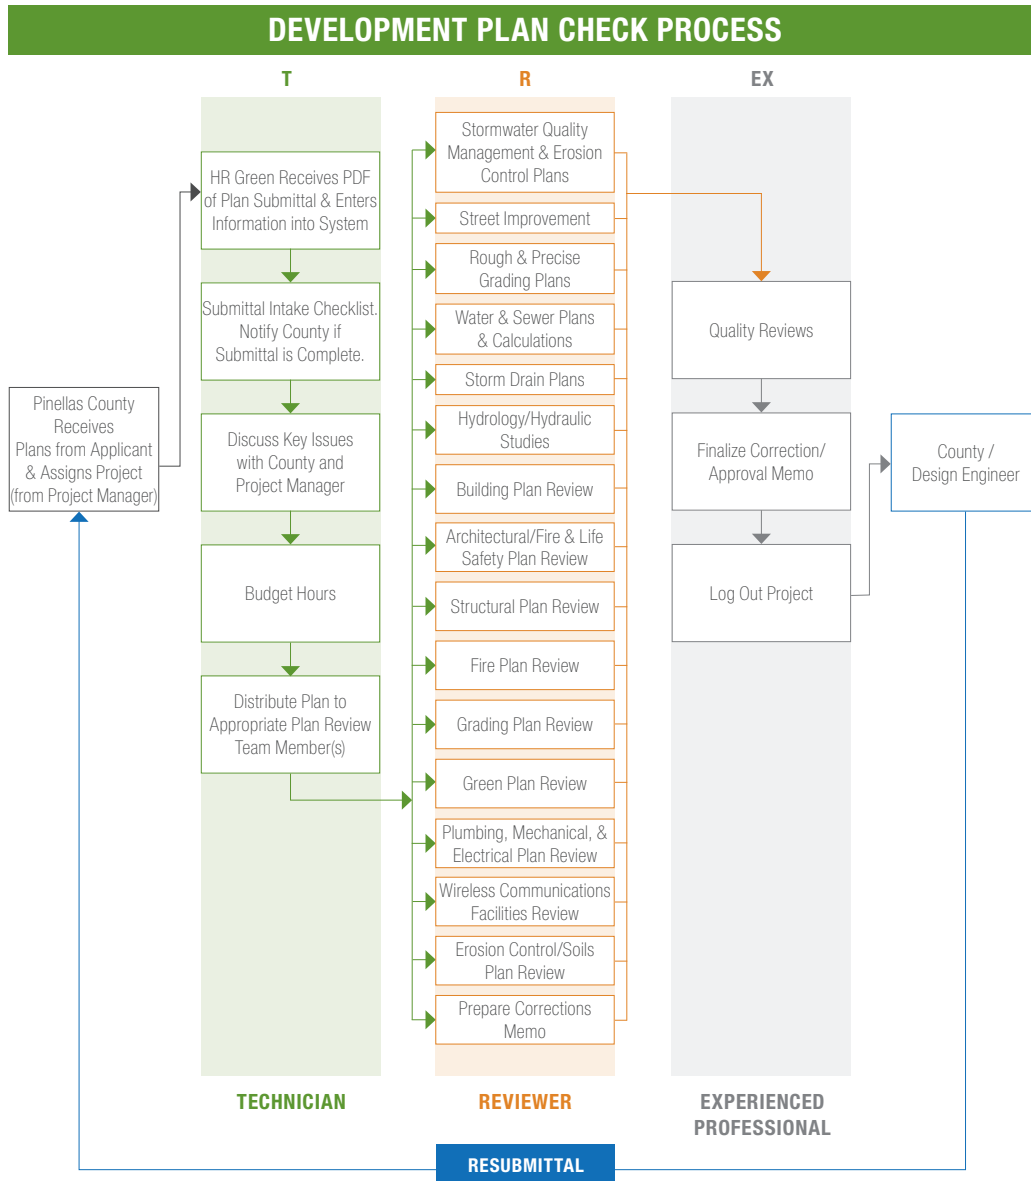 DEVELOPMENT PLAN CHECK PROCESS
T
R
EX
Pinellas County
Receives
Plans from Applicant
& Assigns Project
(from Project Manager)
HR Green Receives PDF
of Plan Submittal & Enters
Information into System
Submittal Intake Checklist.
Notify County if
Submittal is Complete.
Discuss Key Issues
with County and
Project Manager
Budget Hours
Distribute Plan to
Appropriate Plan Review
Team Member(s)
Stormwater Quality
Management & Erosion
Control Plans
Street Improvement
Rough & Precise
Grading Plans
Water & Sewer Plans
& Calculations
Storm Drain Plans
Hydrology/Hydraulic
Studies
Building Plan Review
Architectural/Fire & Life
Safety Plan Review
Structural Plan Review
Fire Plan Review
Grading Plan Review
Green Plan Review
Plumbing, Mechanical, &
Electrical Plan Review
Wireless Communications
Facilities Review
Erosion Control/Soils
Plan Review
Prepare Corrections
Memo
Quality Reviews
Finalize Correction/
Approval Memo
Log Out Project
County /
Design Engineer
TECHNICIAN
REVIEWER
EXPERIENCED
PROFESSIONAL
RESUBMITTAL